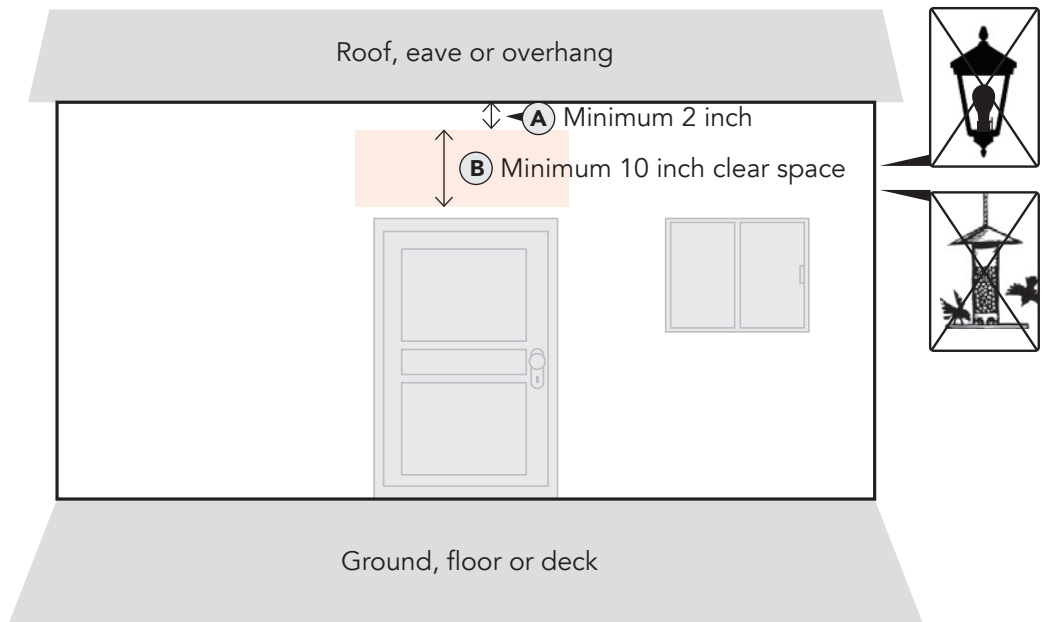 Roof, eave or overhang
A Minimum 2 inch
B Minimum 10 inch clear space
Ground, floor or deck